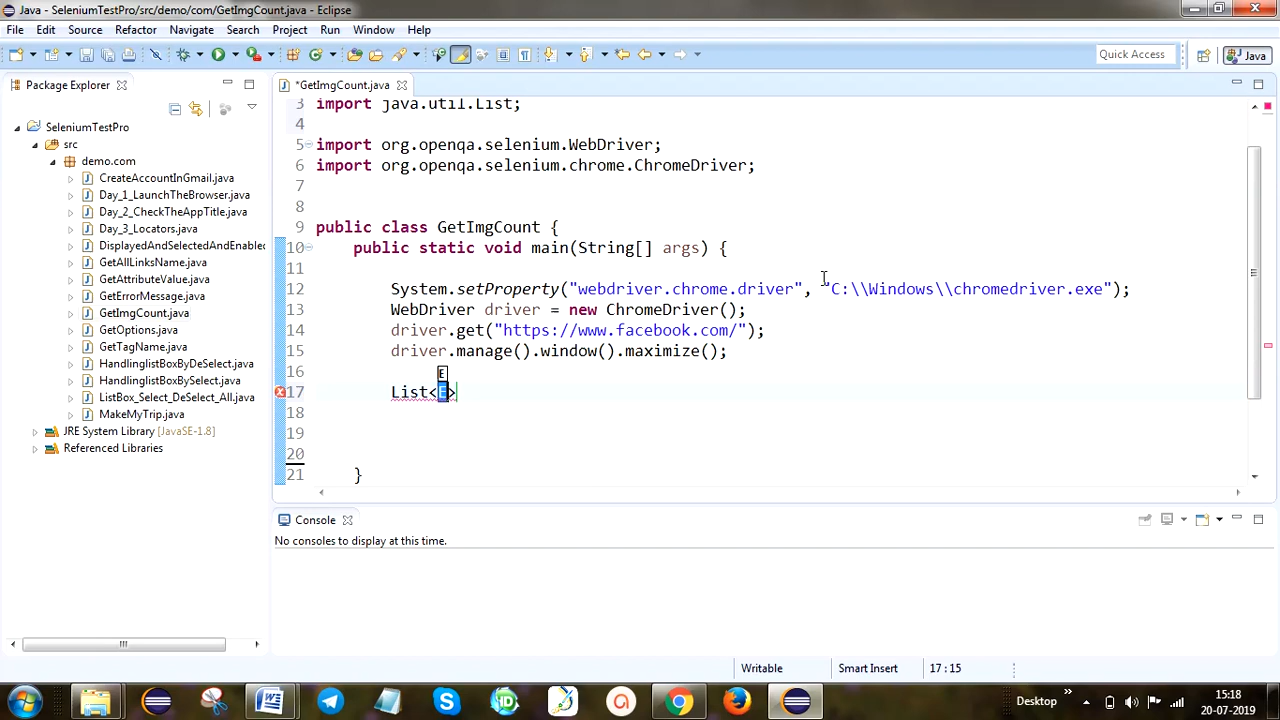 Java - SeleniumTestPro/src/demo/com/GetImgCount.java - Eclipse
File Edit Source Refactor Navigate Search Project Run Window Help
Quick Access
Java
Package Explorer
*GetImgCount.java
SeleniumTestPro
src
demo.com
CreateAccountInGmail.java
Day_1_LaunchTheBrowser.java
Day_2_CheckTheAppTitle.java
Day_3_Locators.java
DisplayedAndSelectedAndEnabled
GetAllLinksName.java
GetAttributeValue.java
GetErrorMessage.java
GetImgCount.java
GetOptions.java
GetTagName.java
HandlinglistBoxByDeSelect.java
HandlinglistBoxBySelect.java
ListBox_Select_DeSelect_All.java
MakeMyTrip.java
JRE System Library [JavaSE-1.8]
Referenced Libraries
3 import java.util.List;
4
5 import org.openqa.selenium.WebDriver;
6 import org.openqa.selenium.chrome.ChromeDriver;
7
8
9 public class GetImgCount {
10 public static void main(String[] args) {
11
12 System.setProperty("webdriver.chrome.driver", "C:\\Windows\\chromedriver.exe");
13 WebDriver driver = new ChromeDriver();
14 driver.get("https://www.facebook.com/");
15 driver.manage().window().maximize();
16
E
17 List<E>
18
19
20
21 }
Console
No consoles to display at this time.
Writable Smart Insert 17 : 15
Desktop
15:18
20-07-2019